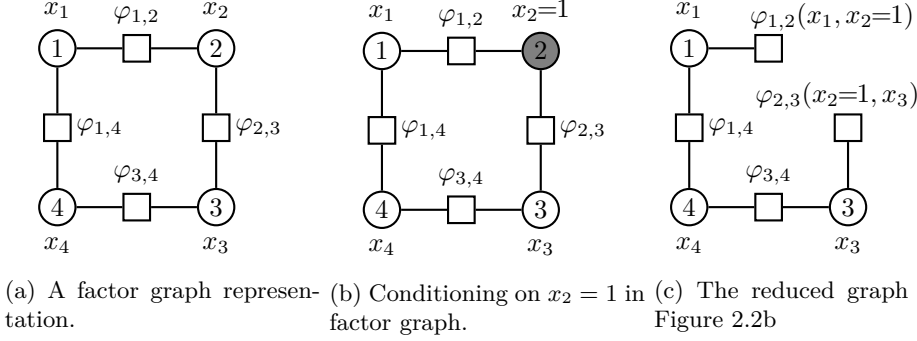 x₁ x₂
φ₁,₂
1 2
φ₁,₄ φ₂,₃
φ₃,₄
4 3
x₄ x₃
(a) A factor graph represen-
tation.
x₁ x₂=1
φ₁,₂
1 2
φ₁,₄ φ₂,₃
φ₃,₄
4 3
x₄ x₃
(b) Conditioning on x₂ = 1 in
factor graph.
x₁
φ₁,₂(x₁, x₂=1)
1
φ₂,₃(x₂=1, x₃)
φ₁,₄
φ₃,₄
4 3
x₄ x₃
(c) The reduced graph
Figure 2.2b